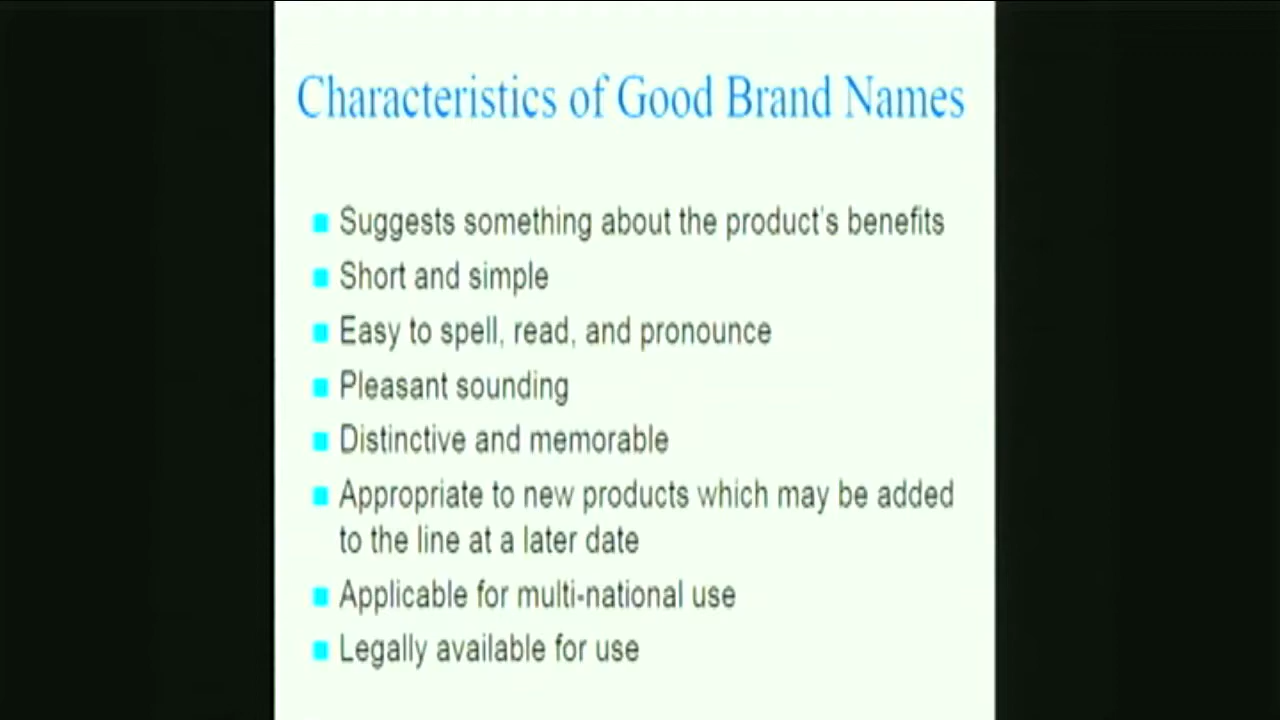 Characteristics of Good Brand Names
Suggests something about the product's benefits
Short and simple
Easy to spell, read, and pronounce
Pleasant sounding
Distinctive and memorable
Appropriate to new products which may be added
to the line at a later date
Applicable for multi-national use
Legally available for use